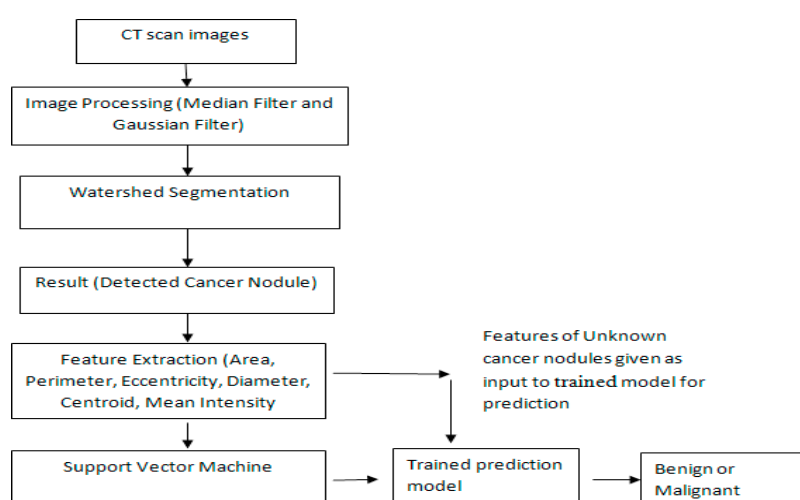 CT scan images
Image Processing (Median Filter and
Gaussian Filter)
Watershed Segmentation
Result (Detected Cancer Nodule)
Feature Extraction (Area,
Perimeter, Eccentricity, Diameter,
Centroid, Mean Intensity
Features of Unknown
cancer nodules given as
input to trained model for
prediction
Support Vector Machine
Trained prediction
model
Benign or
Malignant